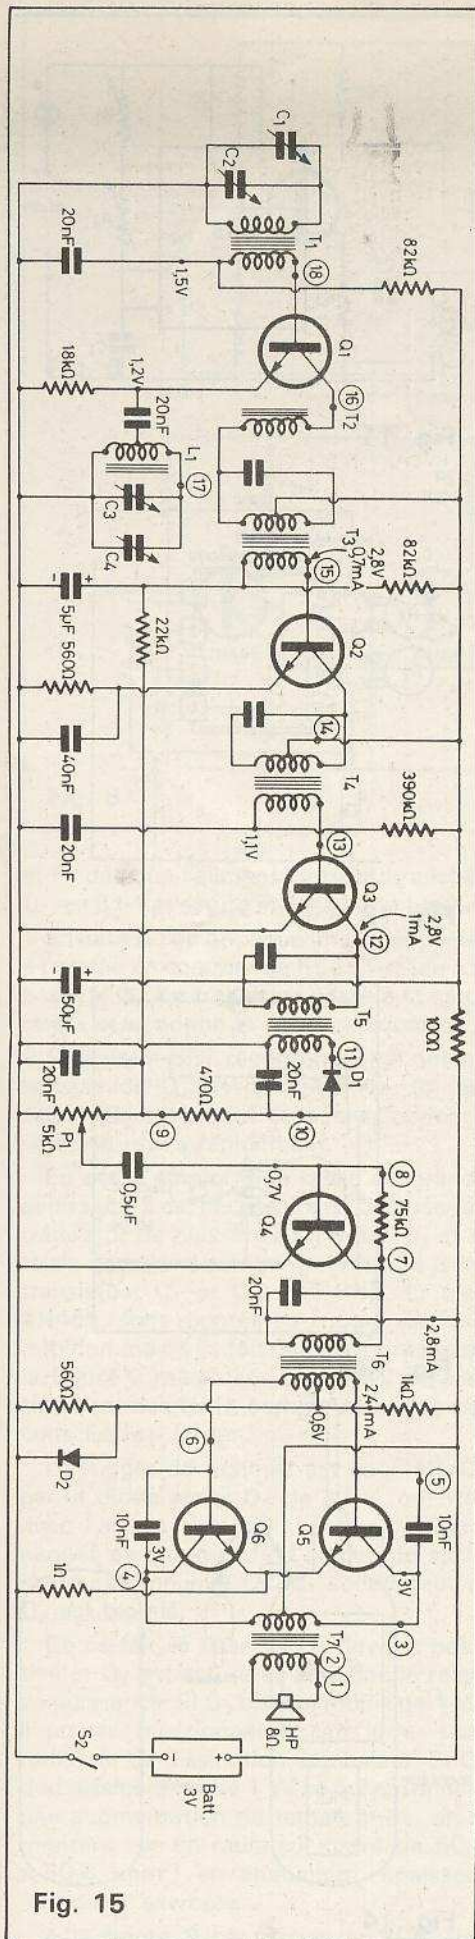 C1
C2
T1
20nF
1,5V
18
82kΩ
Q1
18kΩ
1,2V
20nF
L1
17
C3
C4
16
T2
T3
0,7mA
2,8V
15
82kΩ
5µF
+
-
22kΩ
560Ω
Q2
40nF
14
T4
20nF
1,1V
13
390kΩ
Q3
2,8V
1mA
12
50µF
+
-
T5
11
D1
20nF
10
470Ω
9
20nF
P1
5kΩ
0,5µF
100Ω
8
0,7V
Q4
75kΩ
7
20nF
2,8mA
T6
2,4mA
1kΩ
0,6V
560Ω
D2
6
5
10nF
Q5
3V
Q6
10nF
3V
4
1Ω
3
T7
2
1
HP
8Ω
S2
-
+
Batt.
3V
Fig. 15